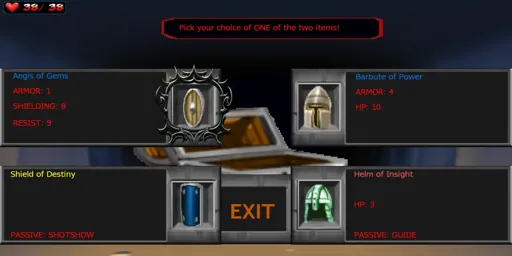 38/ 38
Pick your choice of ONE of the two items!
Aegis of Gems
ARMOR: 1
SHIELDING: 8
RESIST: 9
Barbute of Power
ARMOR: 4
HP: 10
Shield of Destiny
PASSIVE: SHOTSHOW
EXIT
Helm of Insight
HP: 3
PASSIVE: GUIDE